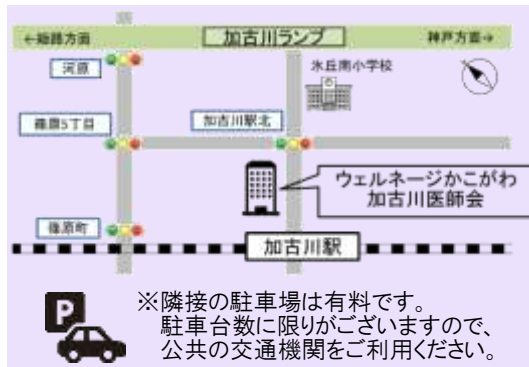 ←姫路方面
加古川ランプ
神戸方面→
河原
氷丘南小学校
篠原5丁目
加古川駅北
ウェルネージかこがわ
加古川医師会
篠原町
加古川駅
P
※隣接の駐車場は有料です。
駐車台数に限りがございますので、
公共の交通機関をご利用ください。